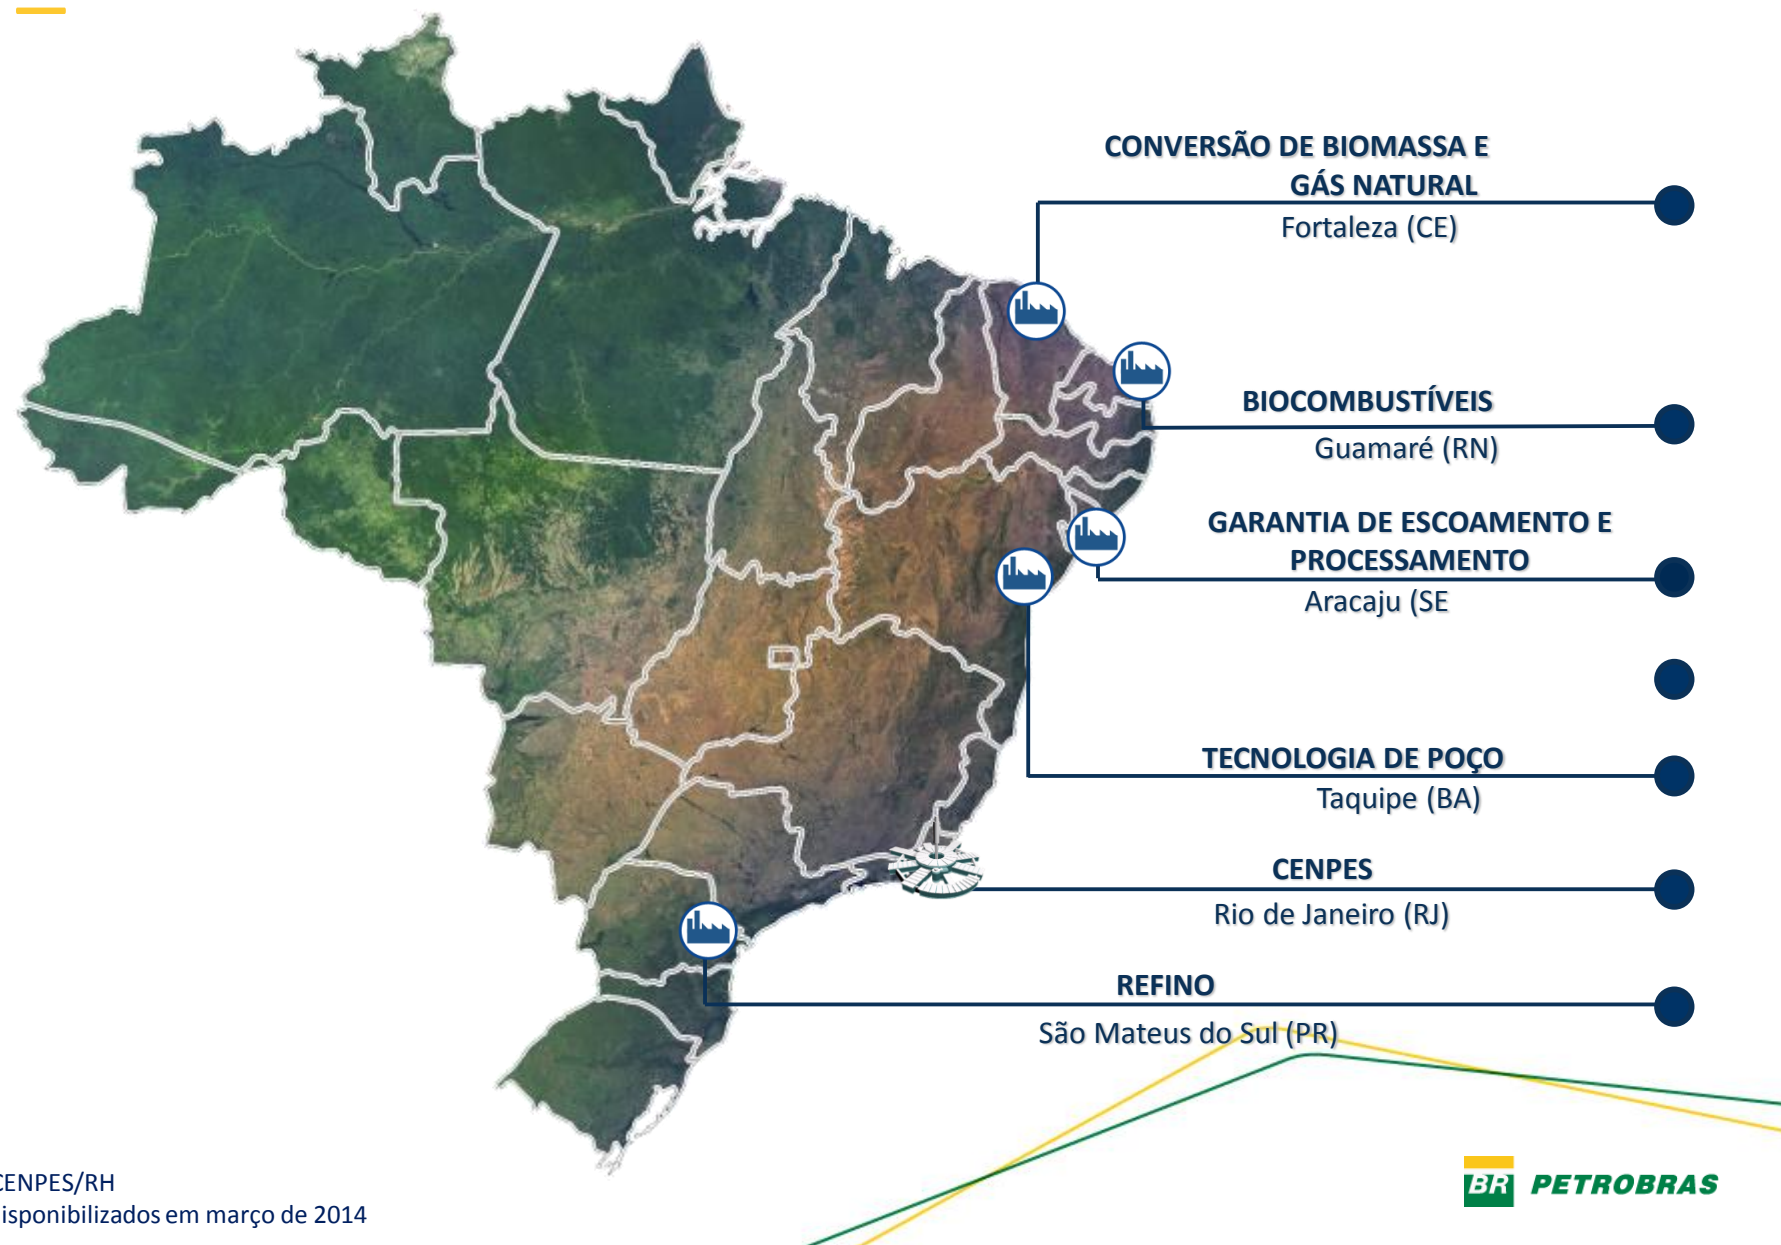 CONVERSÃO DE BIOMASSA E
GÁS NATURAL
Fortaleza (CE)
BIOCOMBUSTÍVEIS
Guamaré (RN)
GARANTIA DE ESCOAMENTO E
PROCESSAMENTO
Aracaju (SE
TECNOLOGIA DE POÇO
Taquipe (BA)
CENPES
Rio de Janeiro (RJ)
REFINO
São Mateus do Sul (PR)
CENPES/RH
isponibilizados em março de 2014
BR PETROBRAS